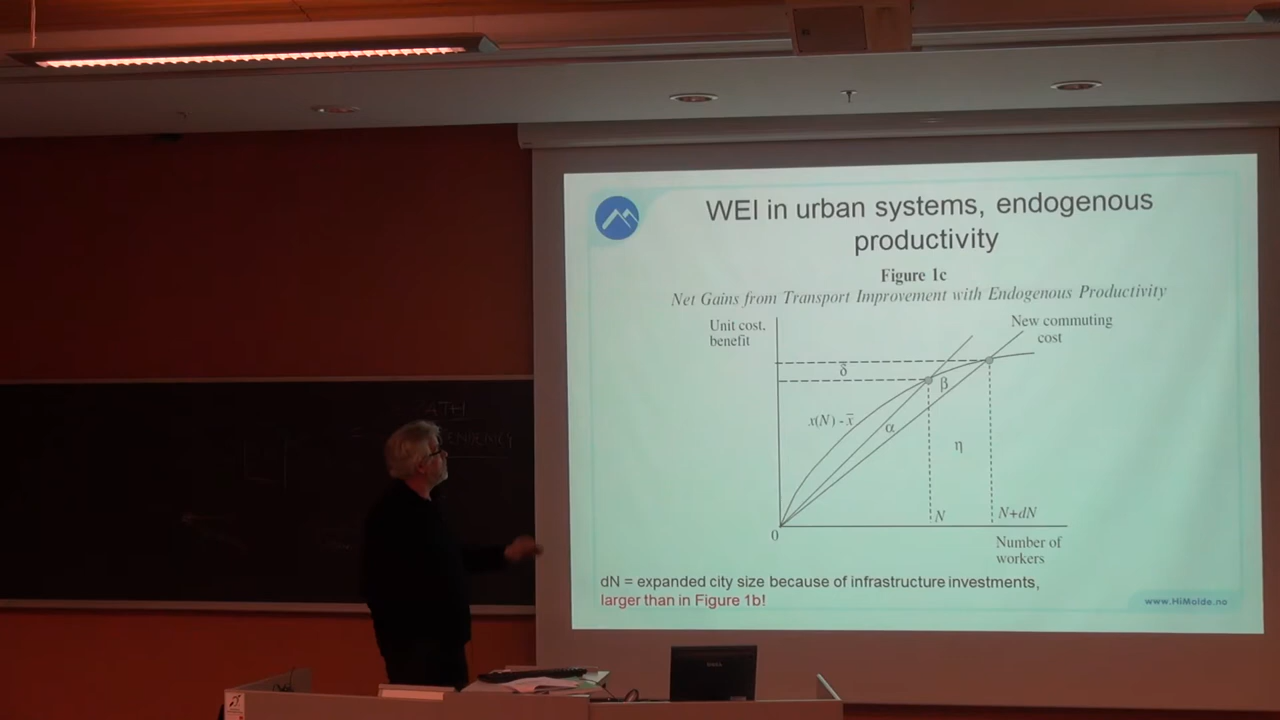 WEI in urban systems, endogenous
productivity
Figure 1c
Net Gains from Transport Improvement with Endogenous Productivity
Unit cost,
benefit
New commuting
cost
δ
β
x(N) - x̅
α
η
N
N+dN
0
Number of
workers
dN = expanded city size because of infrastructure investments,
larger than in Figure 1b!
www.HiMolde.no